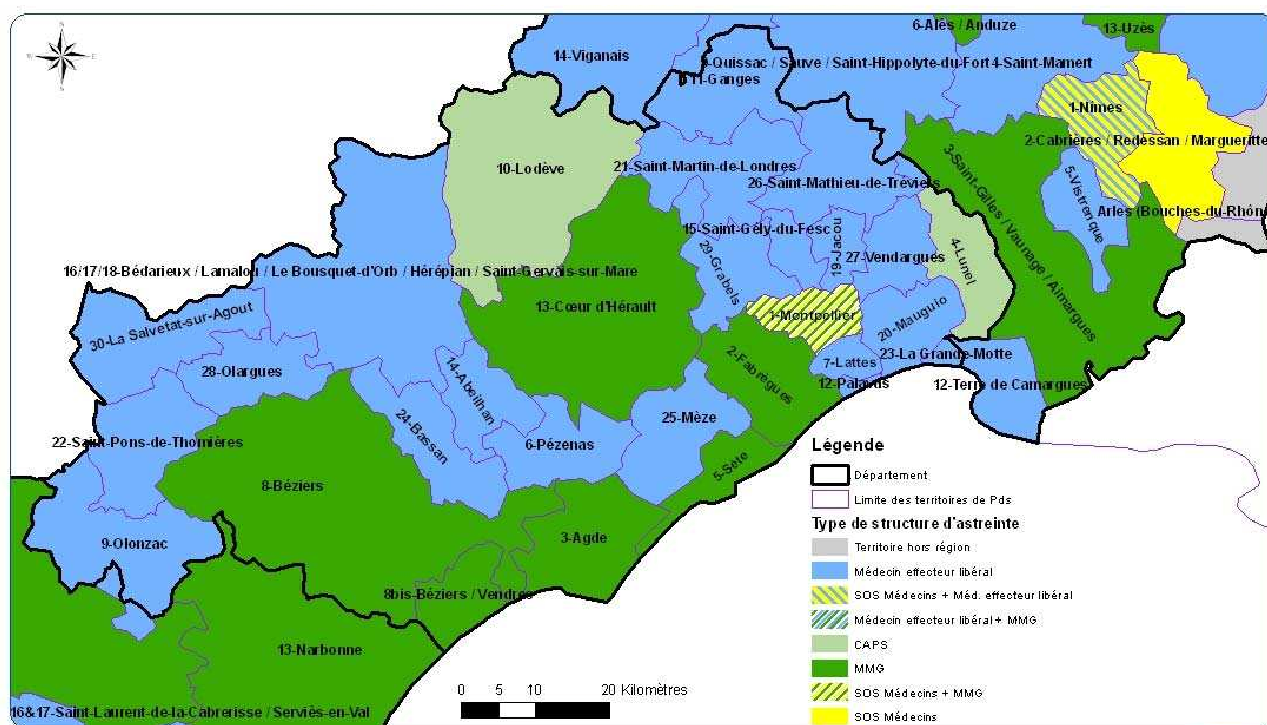 6-Alès / Anduze
13-Uzès
14-Viganais
9-Quissac / Sauve / Saint-Hippolyte-du-Fort
4-Saint-Mamert
11-Ganges
1-Nîmes
2-Cabrières / Redessan / Margueritte
3-Saint-Gilles / Vaunage / Aimargues
5-Vistrenque
Arles (Bouches-du-Rhône
10-Lodève
21-Saint-Martin-de-Londres
26-Saint-Mathieu-de-Tréviers
15-Saint-Gély-du-Fesc
19-Jacou
27-Vendargues
29-Grabels
4-Lunel
16/17/18-Bédarieux / Lamalou / Le Bousquet-d'Orb / Hérépian / Saint-Gervais-sur-Mare
13-Cœur d'Hérault
30-La Salvetat-sur-Agout
1-Montpellier
20-Mauguio
28-Olargues
14-Abeilhan
2-Fabrègues
7-Lattes
23-La Grande-Motte
12-Palavas
12-Terre de Camargues
24-Bassan
25-Mèze
22-Saint-Pons-de-Thomières
6-Pézenas
5-Sète
8-Béziers
9-Olonzac
3-Agde
8bis-Béziers / Vendres
13-Narbonne
16&17-Saint-Laurent-de-la-Cabrerisse / Serviès-en-Val
0 5 10 20 Kilomètres
Légende
Département
Limite des territoires de Pds
Type de structure d'astreinte
Territoire hors région
Médecin effecteur libéral
SOS Médecins + Méd. effecteur libéral
Médecin effecteur libéral + MMG
CAPS
MMG
SOS Médecins + MMG
SOS Médecins